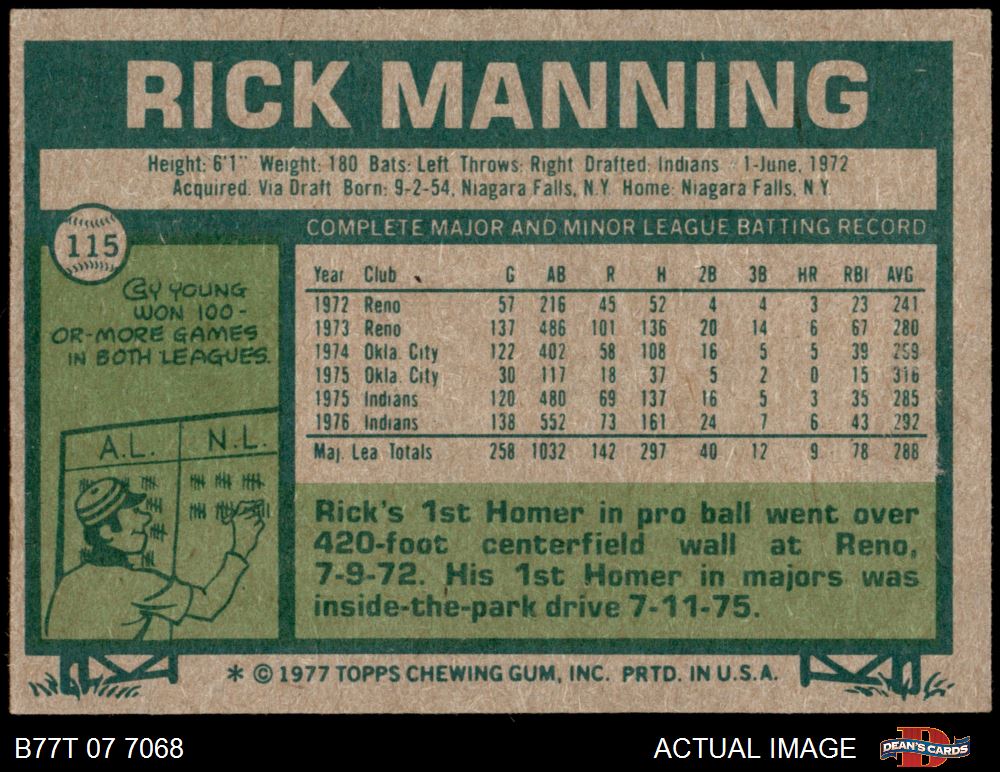 RICK MANNING
Height: 6'1" Weight: 180 Bats: Left Throws: Right Drafted: Indians 1-June, 1972
Acquired. Via Draft Born: 9-2-54, Niagara Falls, N.Y. Home: Niagara Falls, N.Y.
115
COMPLETE MAJOR AND MINOR LEAGUE BATTING RECORD
CY YOUNG
WON 100-
OR-MORE GAMES
IN BOTH LEAGUES.
A.L. N.L.
Year Club G AB R H 2B 3B HR RBI AVG
1972 Reno 57 216 45 52 4 4 3 23 241
1973 Reno 137 486 101 136 20 14 6 67 280
1974 Okla. City 122 402 58 108 16 5 5 39 259
1975 Okla. City 30 117 18 37 5 2 0 15 316
1975 Indians 120 480 69 137 16 5 3 35 285
1976 Indians 138 552 73 161 24 7 6 43 292
Maj. Lea Totals 258 1032 142 297 40 12 9 78 288
Rick's 1st Homer in pro ball went over
420-foot centerfield wall at Reno,
7-9-72. His 1st Homer in majors was
inside-the-park drive 7-11-75.
* © 1977 TOPPS CHEWING GUM, INC. PRTD. IN U.S.A.
B77T 07 7068 ACTUAL IMAGE DEAN'S CARDS